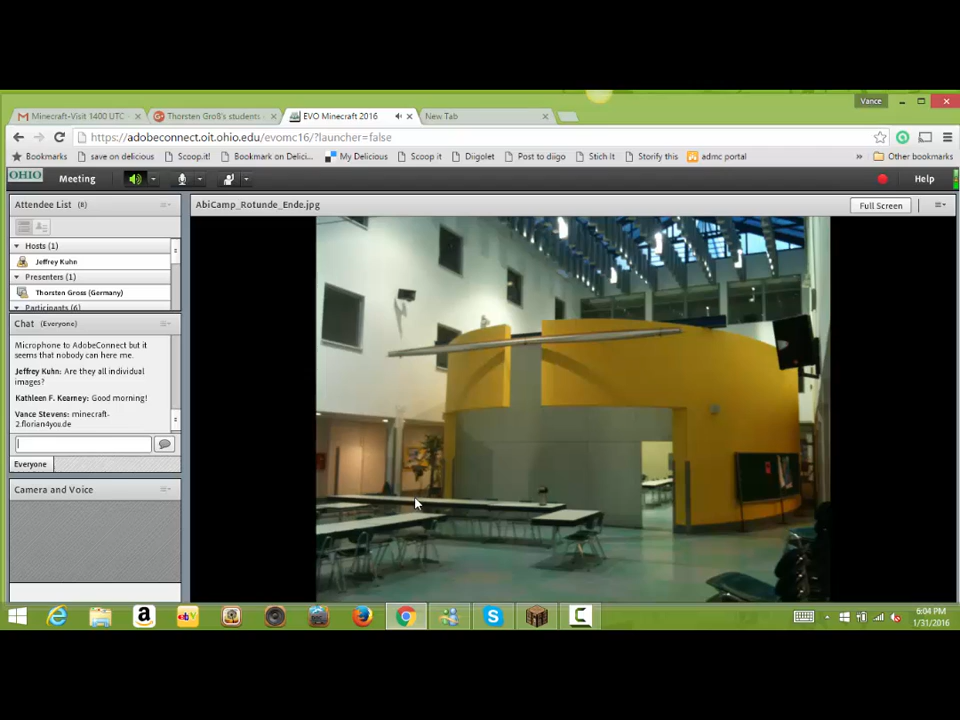 Vance
Minecraft-Visit 1400 UTC
Thorsten Groß's students
EVO Minecraft 2016
New Tab
https://adobeconnect.oit.ohio.edu/evomc16/?launcher=false
Bookmarks
save on delicious
Scoop.it!
Bookmark on Delici...
My Delicious
Scoop it
Diigolet
Post to diigo
Stich It
Storify this
admc portal
»
Other bookmarks
OHIO
Meeting
Help
Attendee List (8)
AbiCamp_Rotunde_Ende.jpg
Full Screen
Hosts (1)
Jeffrey Kuhn
Presenters (1)
Thorsten Gross (Germany)
Participants (6)
Chat (Everyone)
Microphone to AdobeConnect but it
seems that nobody can here me.
Jeffrey Kuhn: Are they all individual
images?
Kathleen F. Kearney: Good morning!
Vance Stevens: minecraft-
2.florian4you.de
Everyone
Camera and Voice
6:04 PM
1/31/2016